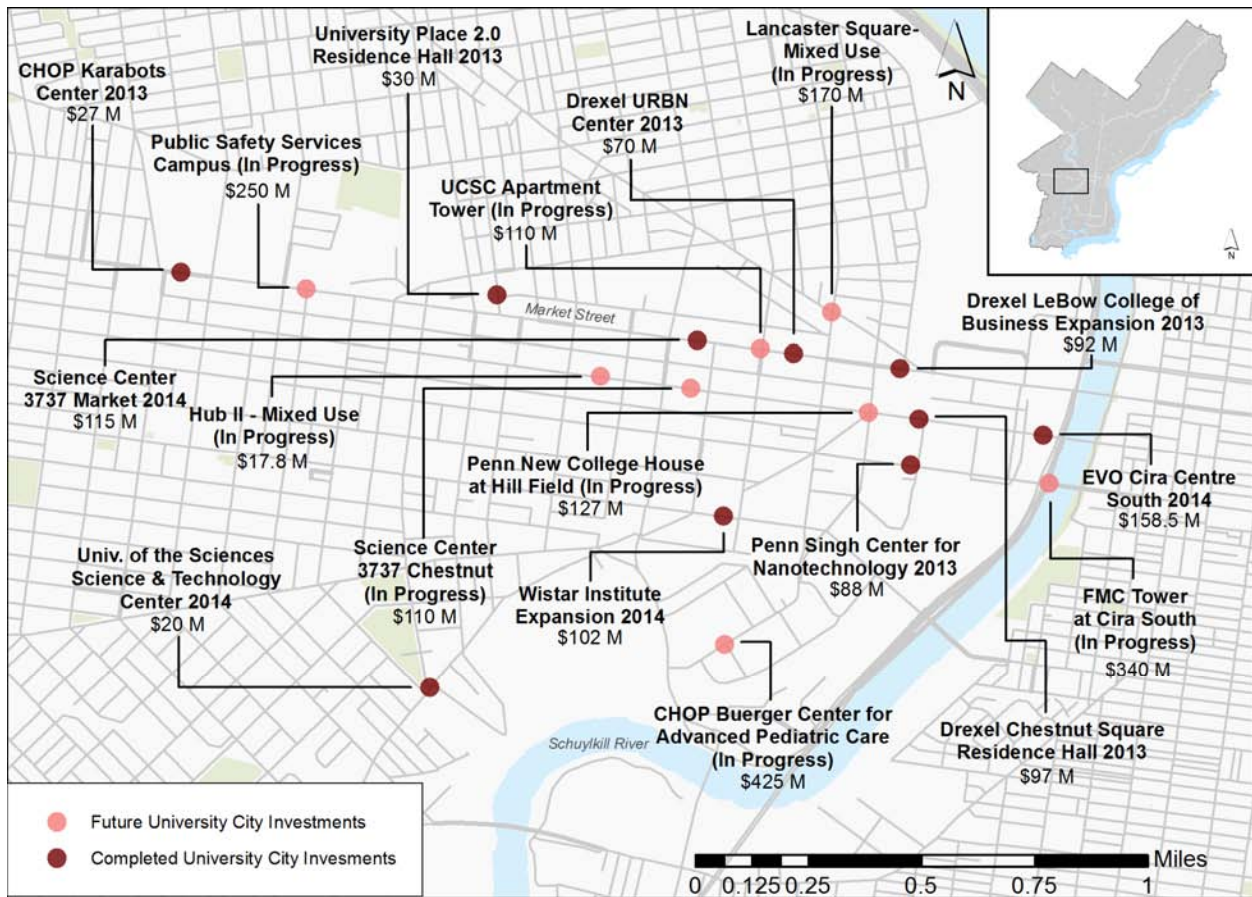 University Place 2.0
Residence Hall 2013
$30 M
Lancaster Square-
Mixed Use
(In Progress)
$170 M
N
CHOP Karabots
Center 2013
$27 M
Drexel URBN
Center 2013
$70 M
Public Safety Services
Campus (In Progress)
$250 M
UCSC Apartment
Tower (In Progress)
$110 M
N
Market Street
Drexel LeBow College of
Business Expansion 2013
$92 M
Science Center
3737 Market 2014
$115 M
Hub II - Mixed Use
(In Progress)
$17.8 M
Penn New College House
at Hill Field (In Progress)
$127 M
EVO Cira Centre
South 2014
$158.5 M
Univ. of the Sciences
Science & Technology
Center 2014
$20 M
Science Center
3737 Chestnut
(In Progress)
$110 M
Wistar Institute
Expansion 2014
$102 M
Penn Singh Center for
Nanotechnology 2013
$88 M
FMC Tower
at Cira South
(In Progress)
$340 M
CHOP Buerger Center for
Advanced Pediatric Care
(In Progress)
$425 M
Drexel Chestnut Square
Residence Hall 2013
$97 M
Schuylkill River
Future University City Investments
Completed University City Invesments
Miles
0 0.125 0.25 0.5 0.75 1